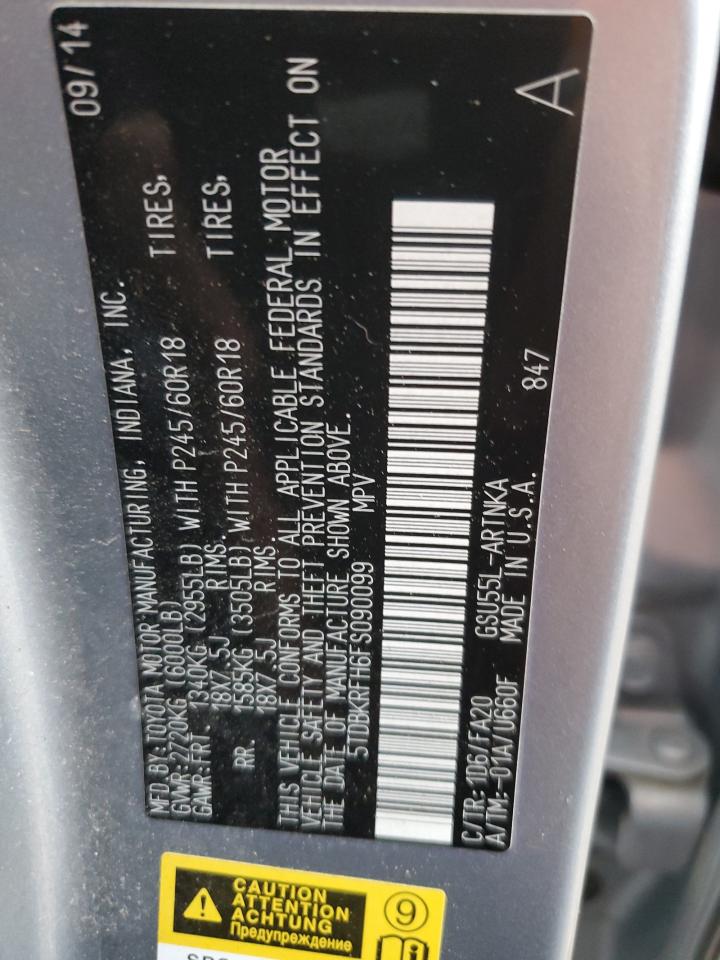 MFD. BY: TOYOTA MOTOR MANUFACTURING, INDIANA, INC. 09/14
GVWR 2720KG (6000LB)
GAWR FRT 1340KG (2955LB) WITH P245/60R18 TIRES,
18X7.5J RIMS.
RR. 1585KG (3505LB) WITH P245/60R18 TIRES,
18X7.5J RIMS.
THIS VEHICLE CONFORMS TO ALL APPLICABLE FEDERAL MOTOR
VEHICLE SAFETY AND THEFT PREVENTION STANDARDS IN EFFECT ON
THE DATE OF MANUFACTURE SHOWN ABOVE.
5TDBKRFH6FS090099 MPV
C/TR: 1D6/FA20 GSU55L-ARTNKA
A/TM: -01A/U660F MADE IN U.S.A. 847 A
CAUTION
ATTENTION
ACHTUNG
Предупреждение
9